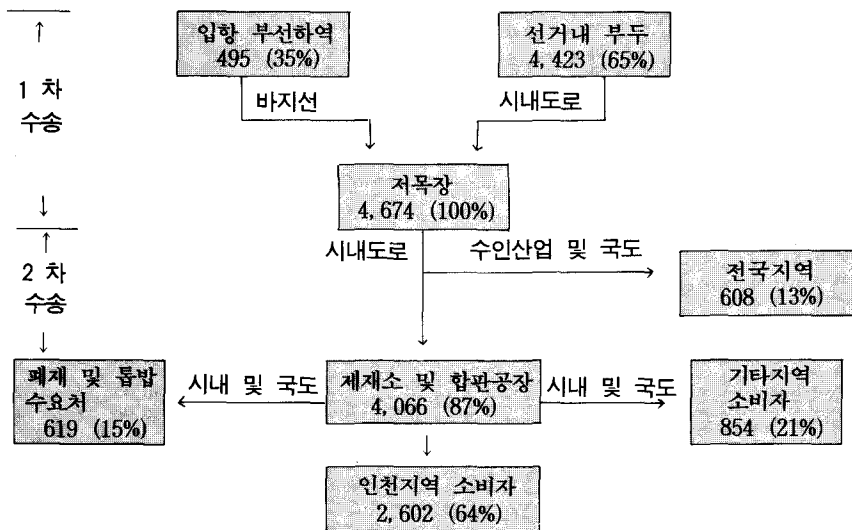 ↑
1 차
수송
↓
입항 부선하역
495 (35%)
선거내 부두
4,423 (65%)
바지선
시내도로
저목장
4,674 (100%)
↑
2 차
수송
↓
시내도로
수인산업 및 국도
전국지역
608 (13%)
폐재 및 톱밥
수요처
619 (15%)
시내 및 국도
제재소 및 합판공장
4,066 (87%)
시내 및 국도
기타지역
소비자
854 (21%)
↓
인천지역 소비자
2,602 (64%)